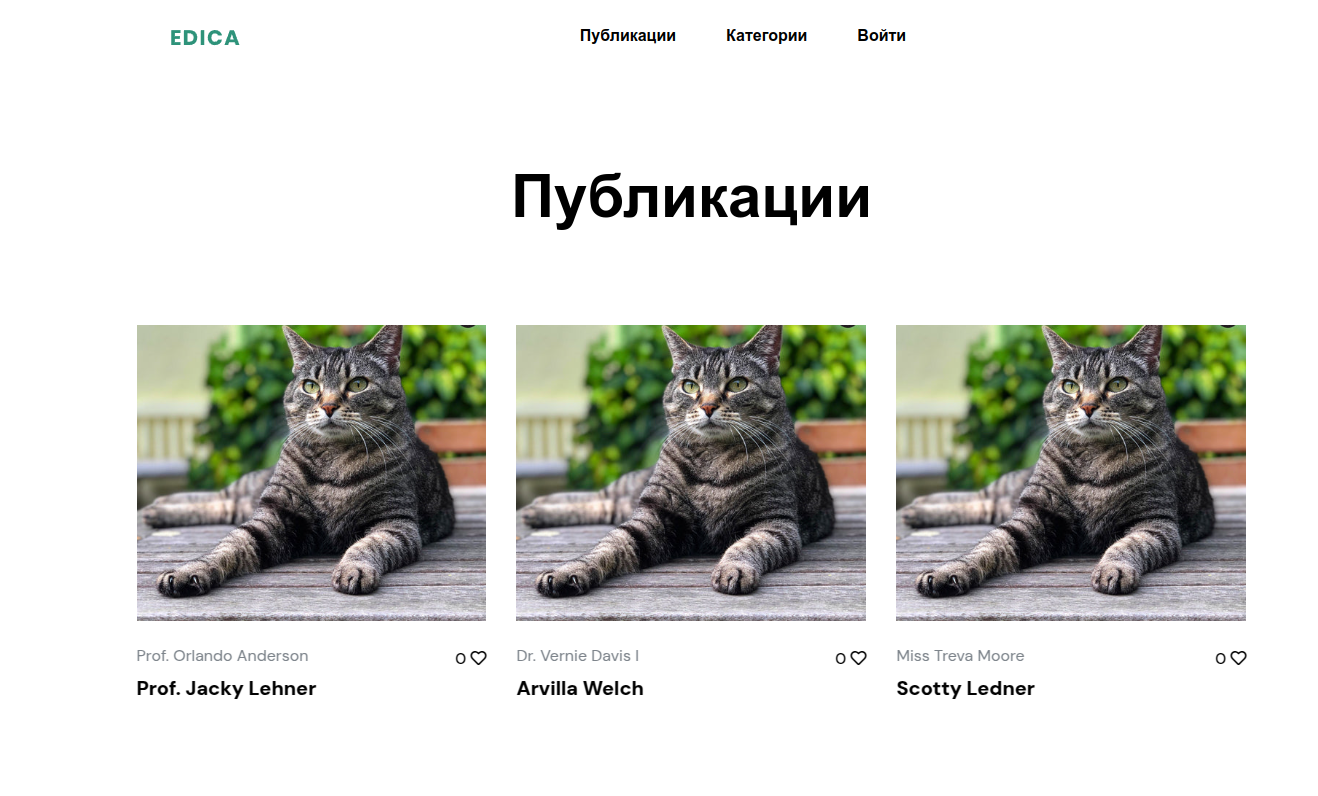 EDICA
Публикации
Категории
Войти
Публикации
Prof. Orlando Anderson
0
Prof. Jacky Lehner
Dr. Vernie Davis I
0
Arvilla Welch
Miss Treva Moore
0
Scotty Ledner